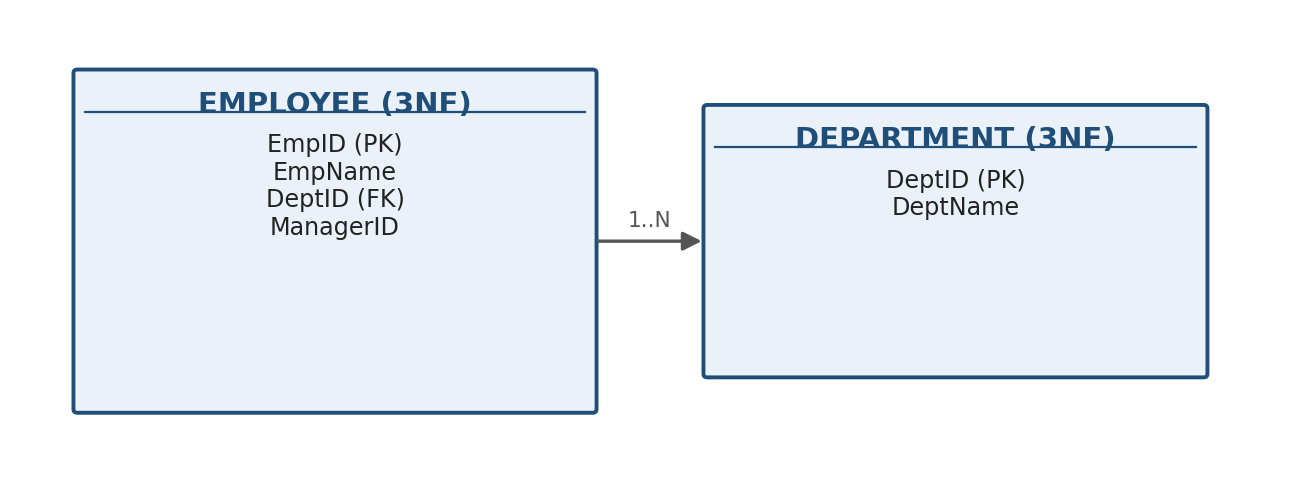 EMPLOYEE (3NF)
EmpID (PK)
EmpName
DeptID (FK)
ManagerID
1..N
DEPARTMENT (3NF)
DeptID (PK)
DeptName